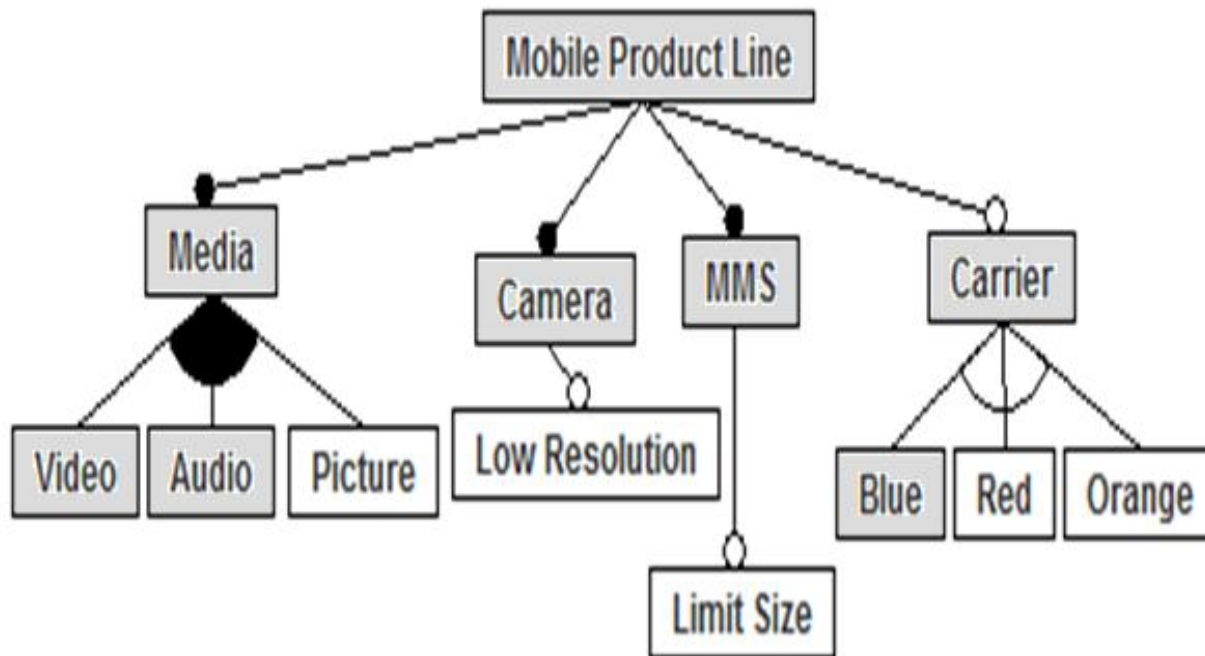 Mobile Product Line
Media
Camera
MMS
Carrier
Video
Audio
Picture
Low Resolution
Blue
Red
Orange
Limit Size